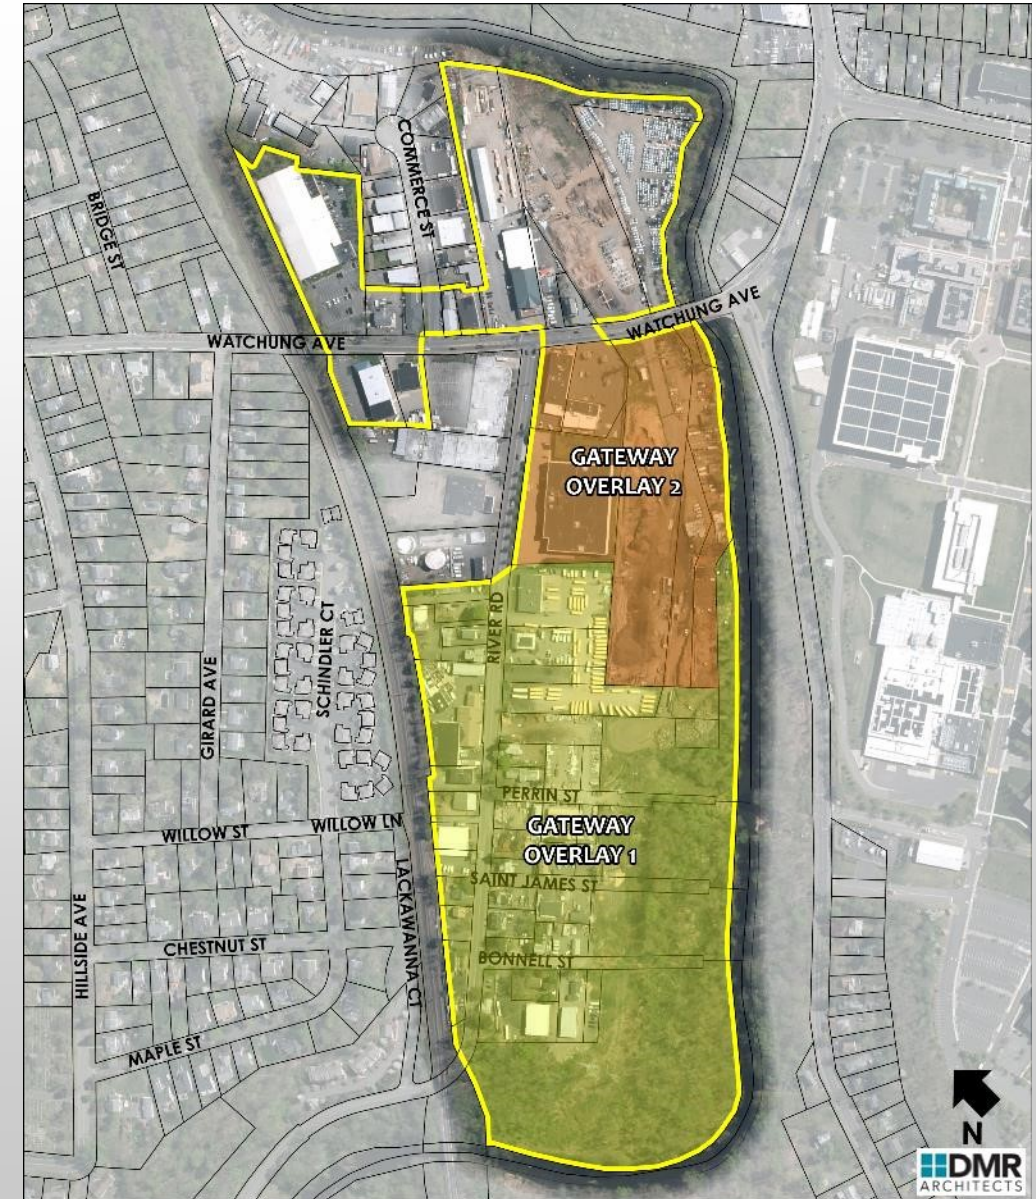 COMMERCE ST
BRIDGE ST
WATCHUNG AVE
WATCHUNG AVE
GATEWAY
OVERLAY 2
RIVER RD
SCHINDLER CT
GIRARD AVE
PERRIN ST
GATEWAY
OVERLAY 1
WILLOW ST
WILLOW LN
SAINT JAMES ST
LACKAWANNA CT
HILLSIDE AVE
CHESTNUT ST
BONNELL ST
MAPLE ST
N
DMR
ARCHITECTS